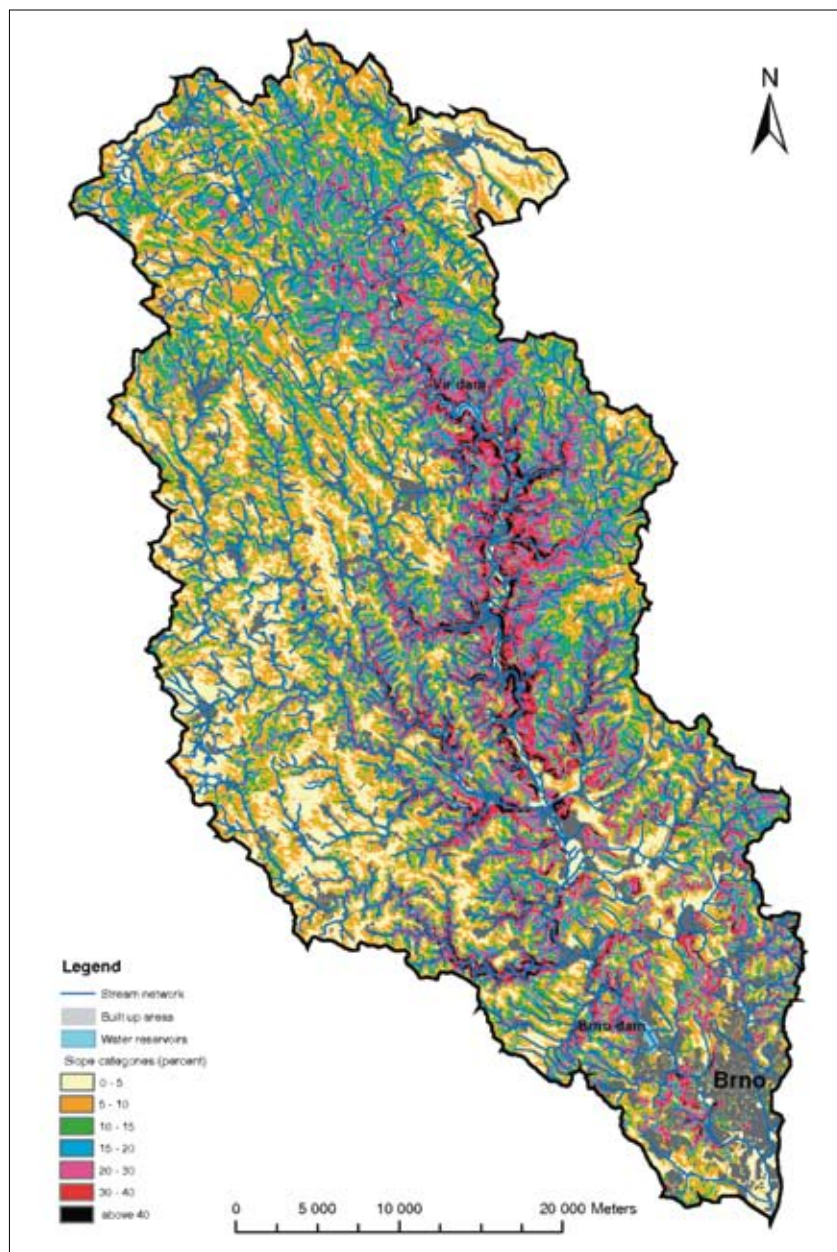 N
Vir dam
Brno dam
Brno
Legend
Stream network
Built up areas
Water reservoirs
Slope categories (percent)
0 - 5
5 - 10
10 - 15
15 - 20
20 - 30
30 - 40
above 40
0 5 000 10 000 20 000 Meters